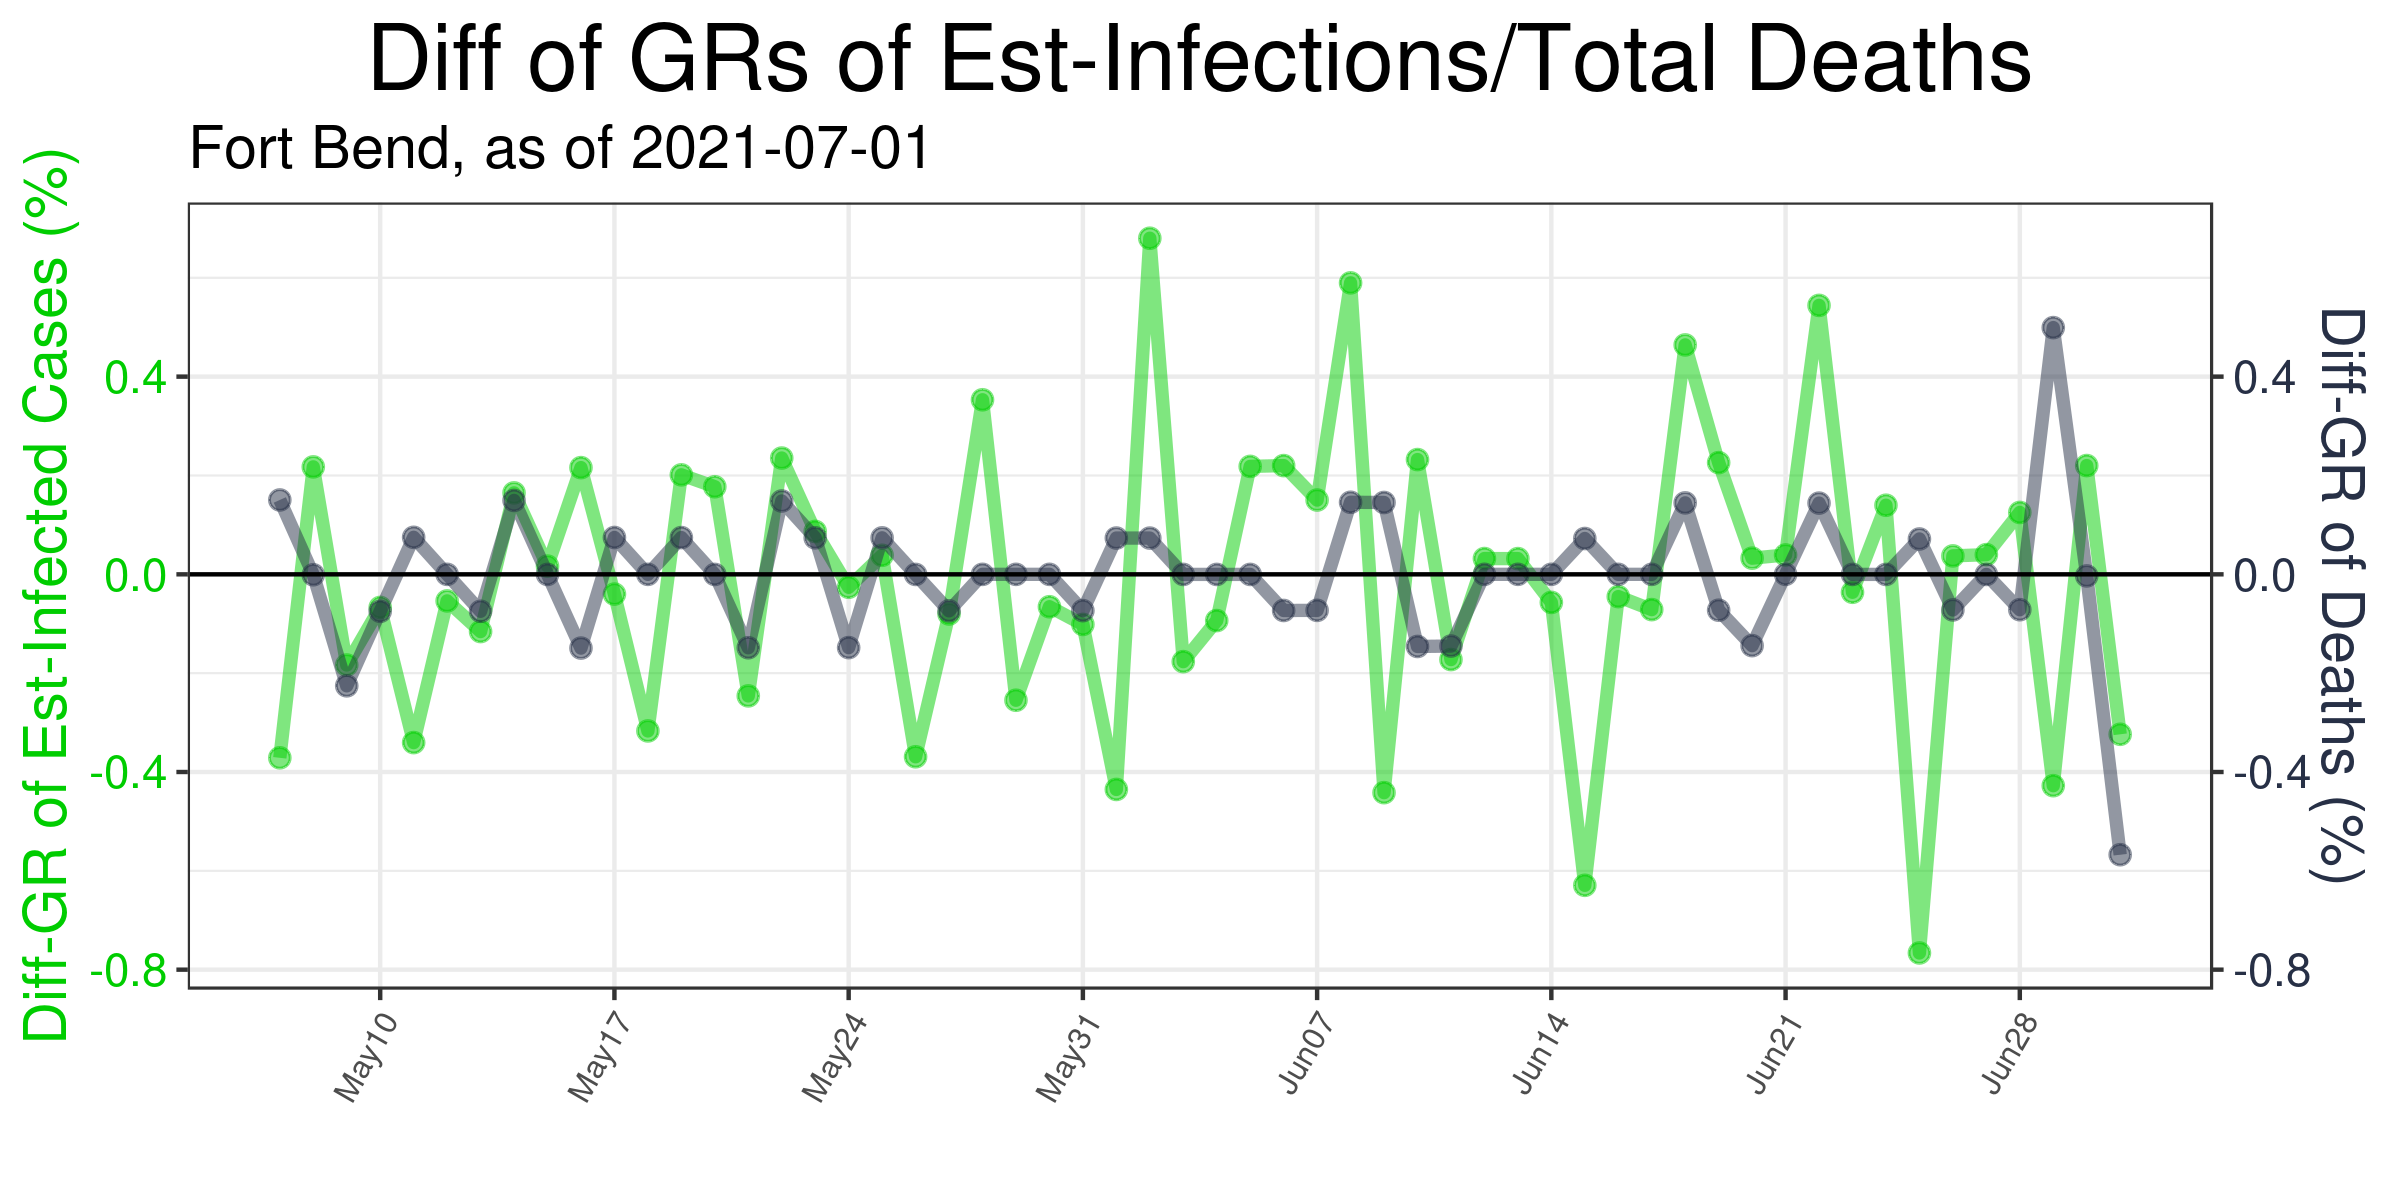 Diff of GRs of Est-Infections/Total Deaths
Fort Bend, as of 2021-07-01
Diff-GR of Est-Infected Cases (%)
0.4
0.0
-0.4
-0.8
0.4
0.0
-0.4
-0.8
Diff-GR of Deaths (%)
May10
May17
May24
May31
Jun07
Jun14
Jun21
Jun28